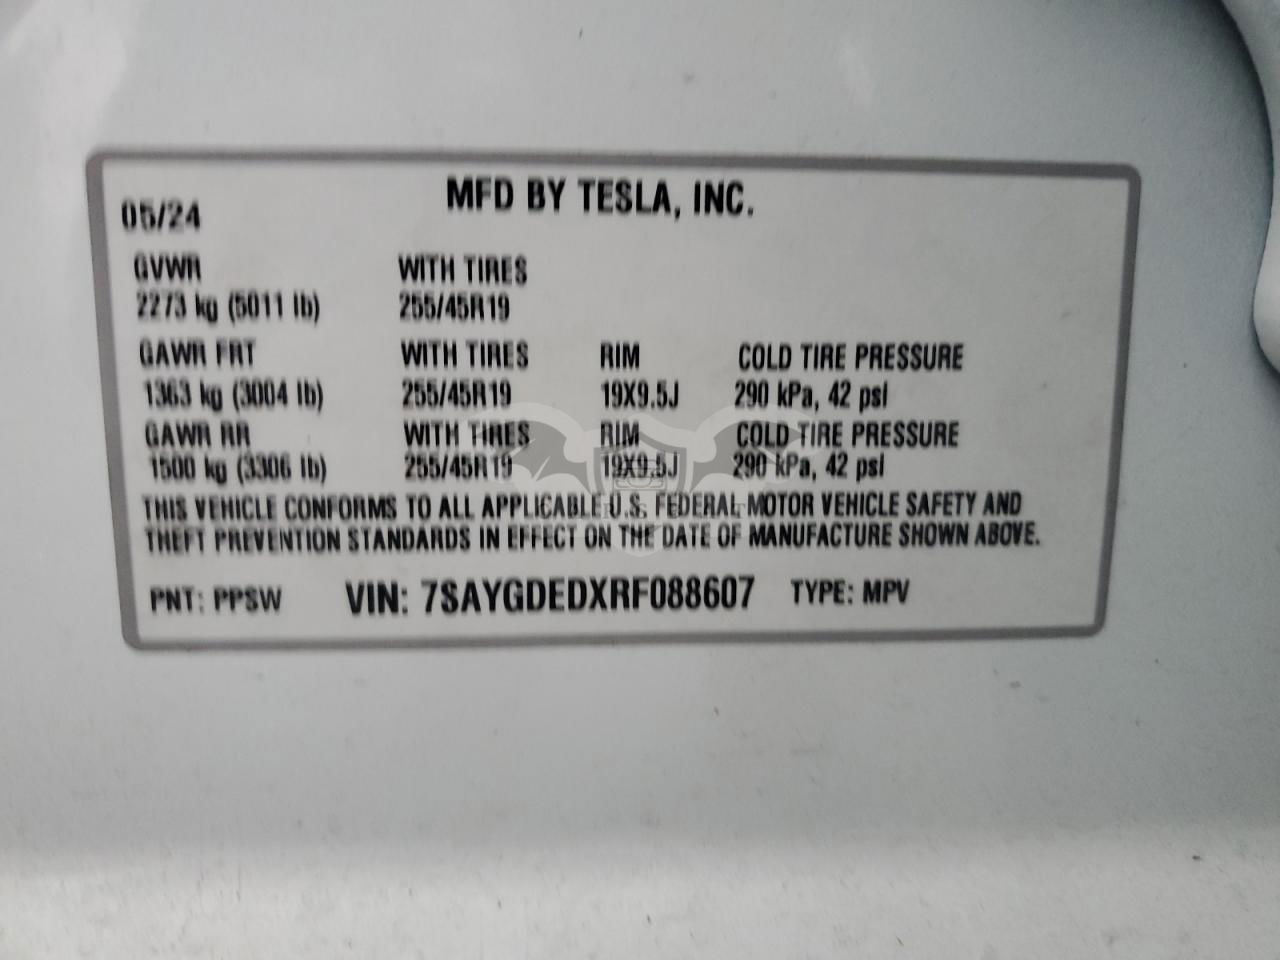 MFD BY TESLA, INC.
05/24
GVWR WITH TIRES
2273 kg (5011 lb) 255/45R19
GAWR FRT WITH TIRES RIM COLD TIRE PRESSURE
1363 kg (3004 lb) 255/45R19 19X9.5J 290 kPa, 42 psi
GAWR RR WITH TIRES RIM COLD TIRE PRESSURE
1500 kg (3306 lb) 255/45R19 19X9.5J 290 kPa, 42 psi
THIS VEHICLE CONFORMS TO ALL APPLICABLE U.S. FEDERAL MOTOR VEHICLE SAFETY AND
THEFT PREVENTION STANDARDS IN EFFECT ON THE DATE OF MANUFACTURE SHOWN ABOVE.
PNT: PPSW VIN: 7SAYGDEDXRF088607 TYPE: MPV